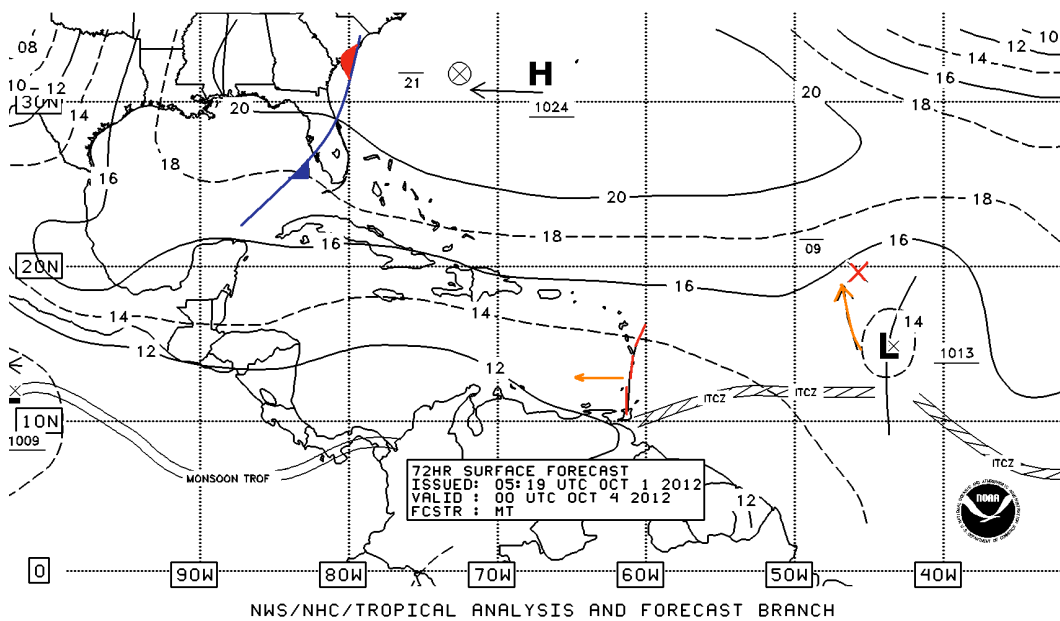 08
10
12
14
16
18
20
21
H
1024
20
14
12
10
16
18
30N
20
18
16
09
16
20N
14
12
16
14
12
14
L
1013
ITCZ
ITCZ
10N
1009
MONSOON TROF
ITCZ
72HR SURFACE FORECAST
ISSUED: 05:19 UTC OCT 1 2012
VALID : 00 UTC OCT 4 2012
FCSTR : MT
12
NOAA
0
90W
80W
70W
60W
50W
40W
NWS/NHC/TROPICAL ANALYSIS AND FORECAST BRANCH